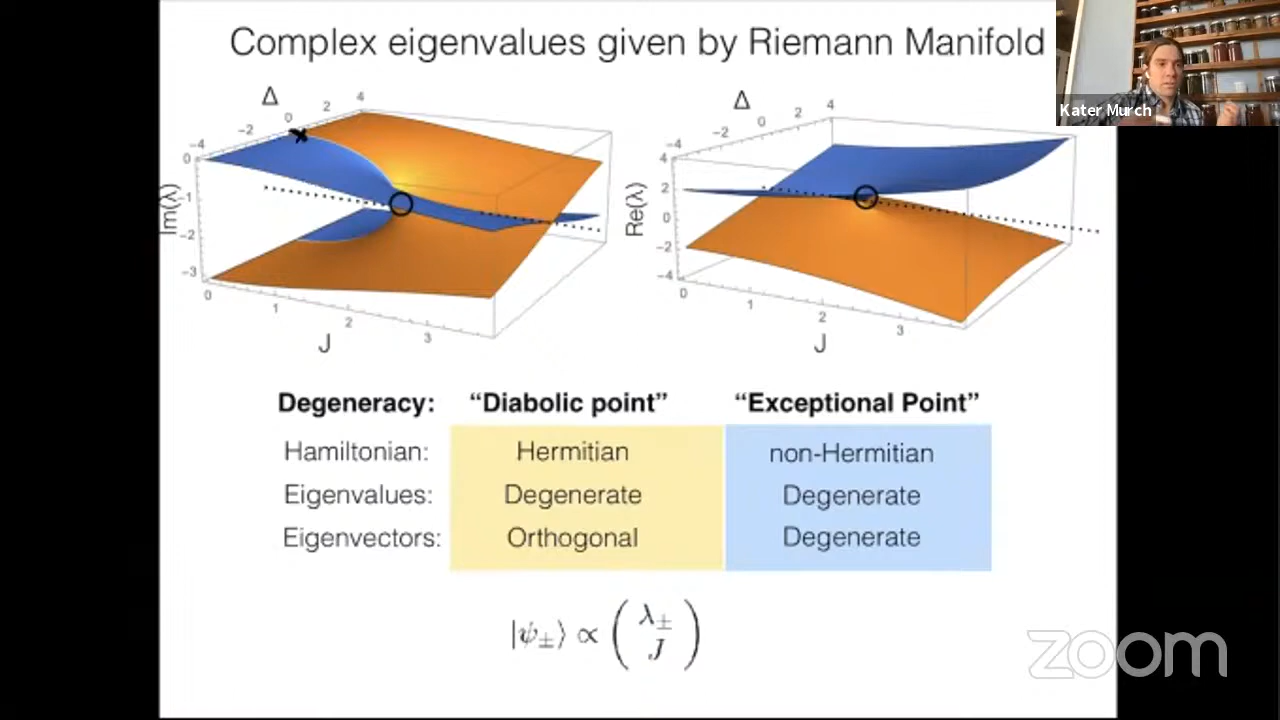 Complex eigenvalues given by Riemann Manifold
Kater Murch
Δ
-4 -2 0 2 4
0
-1
-2
-3
Im(λ)
0 1 2 3
J
Δ
-4 -2 0 2 4
4
2
0
-2
-4
Re(λ)
0 1 2 3
J
Degeneracy: “Diabolic point” “Exceptional Point”
Hamiltonian: Hermitian non-Hermitian
Eigenvalues: Degenerate Degenerate
Eigenvectors: Orthogonal Degenerate
|ψ±⟩ ∝ ( λ±
J )
zoom